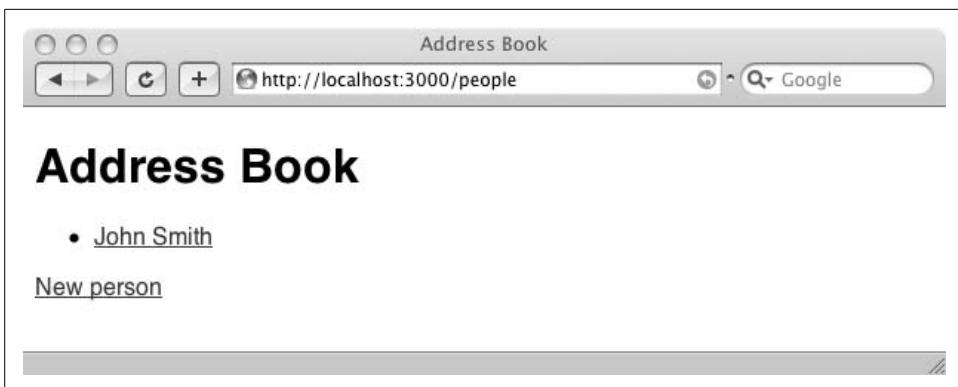 Address Book
http://localhost:3000/people
Google
Address Book
• John Smith
New person